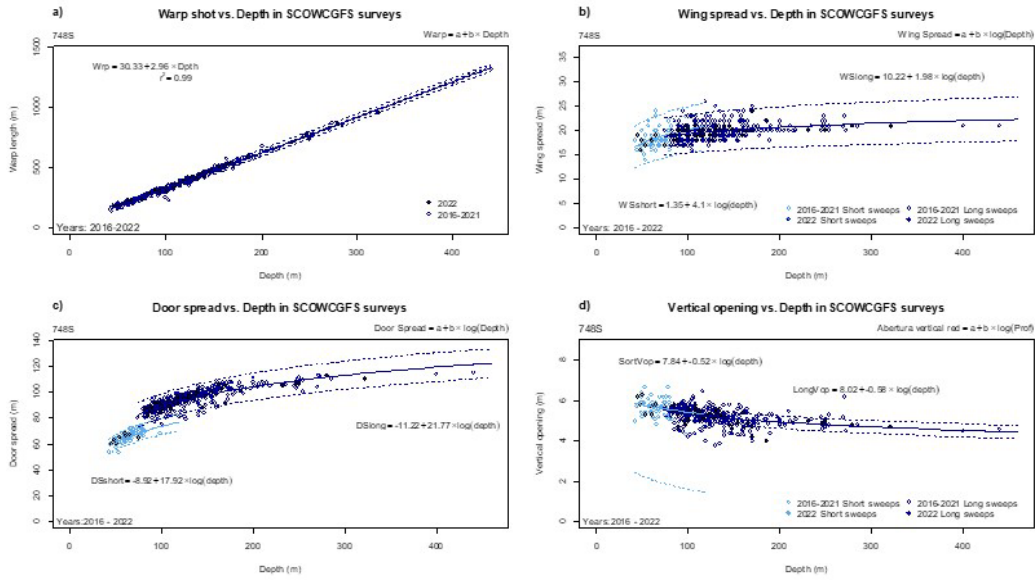 a) Warp shot vs. Depth in SCOWCGFS surveys
748S Warp = a + b × Depth
Wrp = 30.33 + 2.96 × Dpth
r² = 0.99
Warp length (m)
0 500 1000 1500
2022
2016-2021
Years: 2016-2022
0 100 200 300 400
Depth (m)
b) Wing spread vs. Depth in SCOWCGFS surveys
748S Wing Spread = a + b × log(Depth)
WSlong = 10.22 + 1.98 × log(depth)
WSshort = 1.35 + 4.1 × log(depth)
Wing spread (m)
0 5 10 15 20 25 30 35
2016-2021 Short sweeps 2016-2021 Long sweeps
2022 Short sweeps 2022 Long sweeps
Years: 2016 - 2022
0 100 200 300 400
Depth (m)
c) Door spread vs. Depth in SCOWCGFS surveys
748S Door Spread = a + b × log(Depth)
DSlong = -11.22 + 21.77 × log(depth)
DSshort = -8.92 + 17.92 × log(depth)
Door spread (m)
0 20 40 60 80 100 120 140
Years: 2016 - 2022
0 100 200 300 400
Depth (m)
d) Vertical opening vs. Depth in SCOWCGFS surveys
748S Abertura vertical red = a + b × log(Prof)
SortVop = 7.84 + -0.52 × log(depth)
LongVop = 8.02 + -0.58 × log(depth)
Vertical opening (m)
0 2 4 6 8
2016-2021 Short sweeps 2016-2021 Long sweeps
2022 Short sweeps 2022 Long sweeps
Years: 2016 - 2022
0 100 200 300 400
Depth (m)